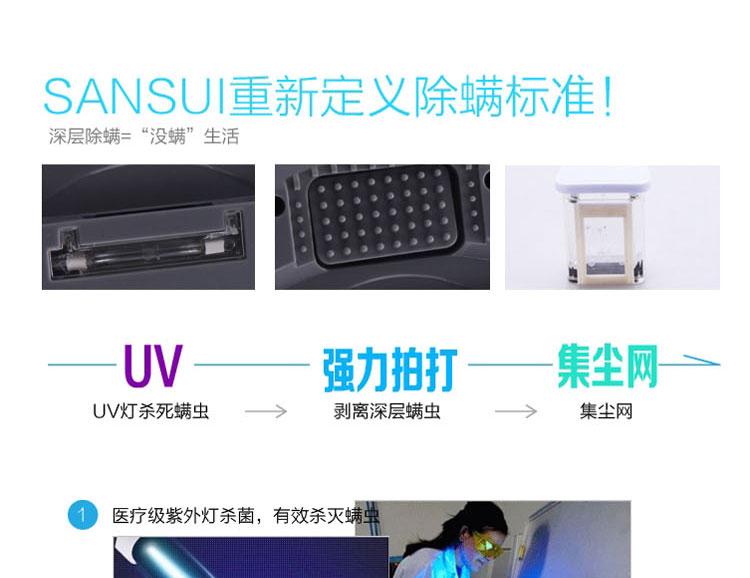 SANSUI重新定义除螨标准！
深层除螨=“没螨”生活
UV 强力拍打 集尘网
UV灯杀死螨虫 剥离深层螨虫 集尘网
1 医疗级紫外灯杀菌，有效杀灭螨虫